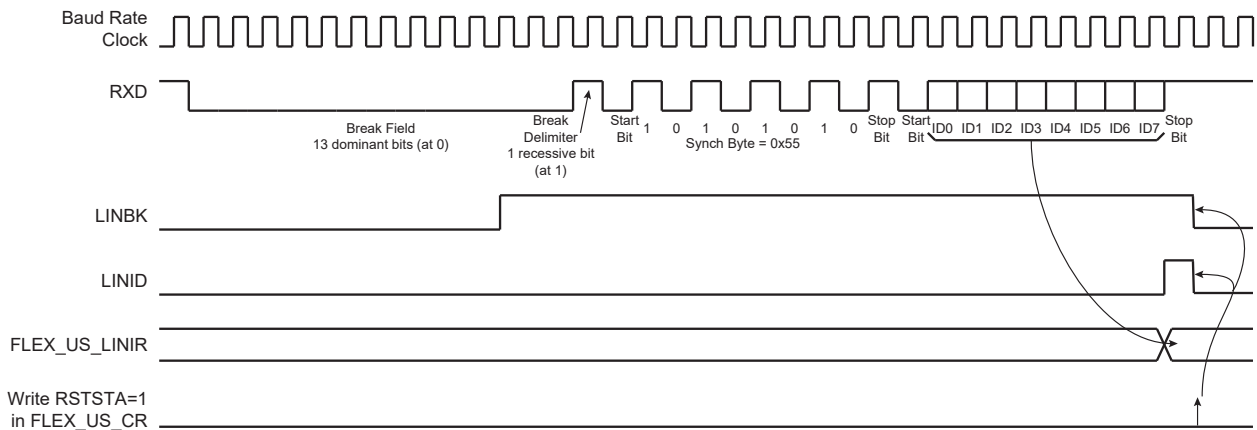 Baud Rate
Clock
RXD
Break Field
13 dominant bits (at 0)
Break
Delimiter
1 recessive bit
(at 1)
Start
Bit
1 0 1 0 1 0 1 0
Synch Byte = 0x55
Stop
Bit
Start
Bit
ID0 ID1 ID2 ID3 ID4 ID5 ID6 ID7
Stop
Bit
LINBK
LINID
FLEX_US_LINIR
Write RSTSTA=1
in FLEX_US_CR